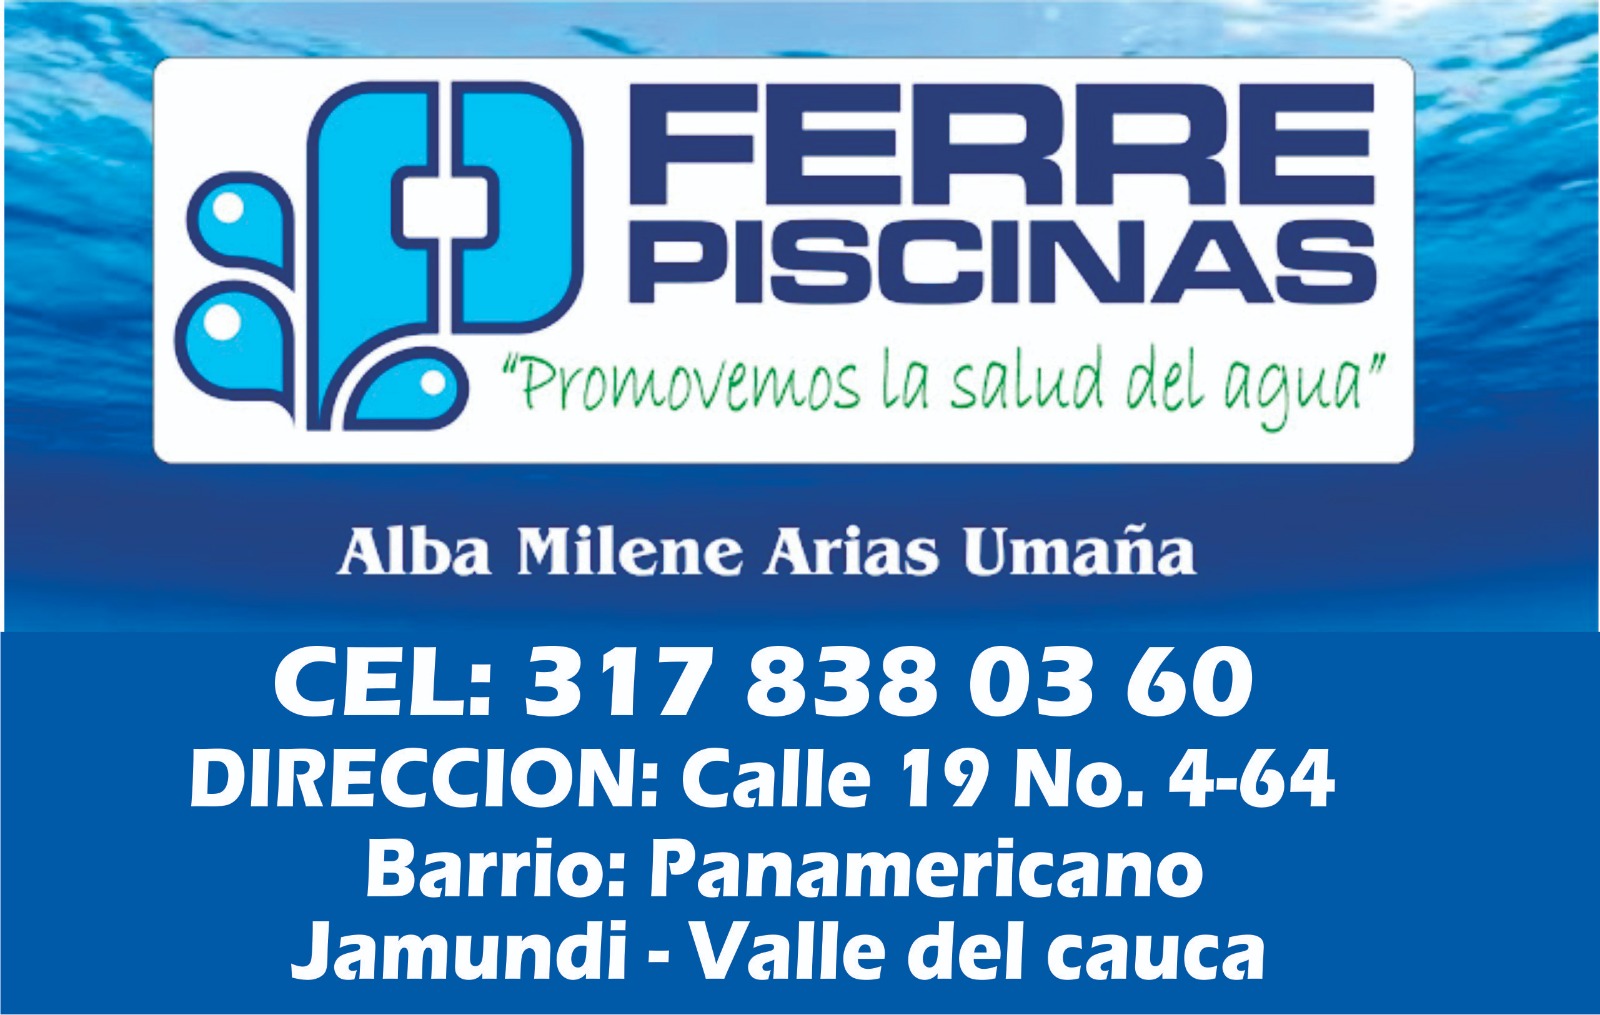 FERRE
PISCINAS
"Promovemos la salud del agua"
Alba Milene Arias Umaña
CEL: 317 838 03 60
DIRECCION: Calle 19 No. 4-64
Barrio: Panamericano
Jamundi - Valle del cauca